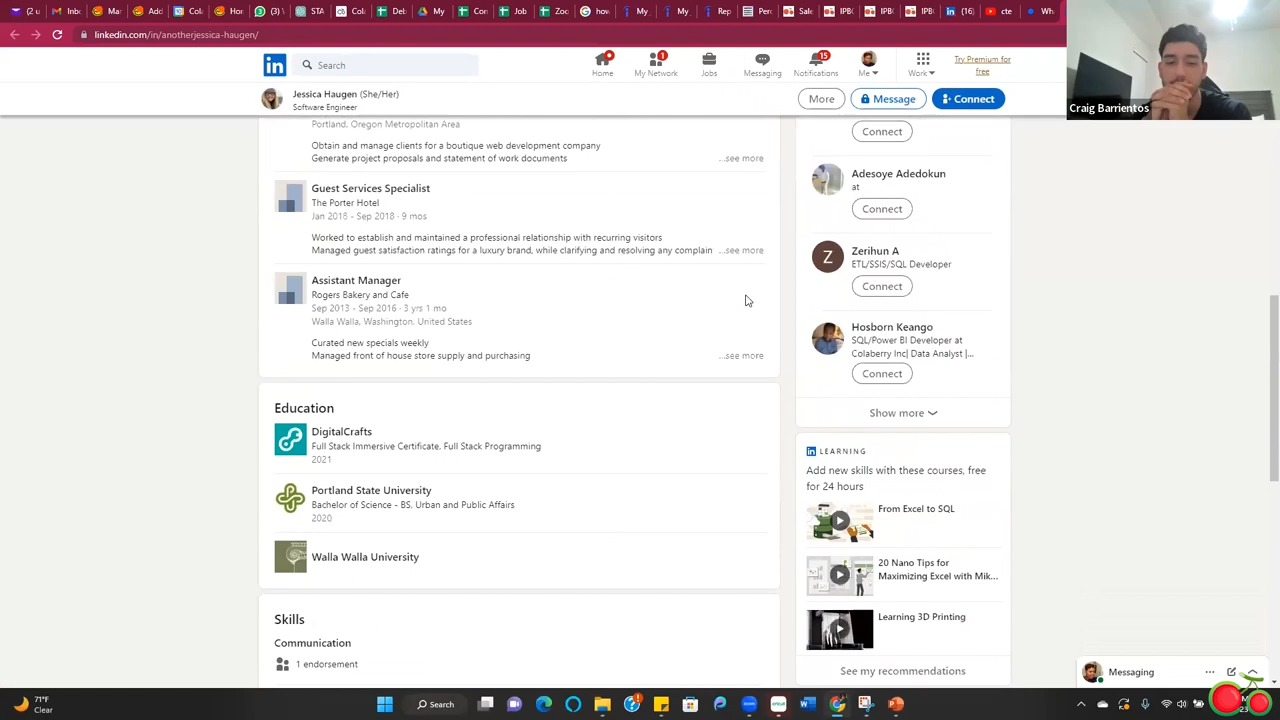 linkedin.com/in/anotherjessica-haugen/
Search
Home
1
My Network
Jobs
Messaging
15
Notifications
Me
Work
Try Premium for
free
Craig Barrientos
Jessica Haugen (She/Her)
Software Engineer
More
Message
Connect
Portland, Oregon Metropolitan Area
Obtain and manage clients for a boutique web development company
Generate project proposals and statement of work documents
...see more
Guest Services Specialist
The Porter Hotel
Jan 2018 - Sep 2018 · 9 mos
Worked to establish and maintained a professional relationship with recurring visitors
Managed guest satisfaction ratings for a luxury brand, while clarifying and resolving any complain ...see more
Assistant Manager
Rogers Bakery and Cafe
Sep 2013 - Sep 2016 · 3 yrs 1 mo
Walla Walla, Washington, United States
Curated new specials weekly
Managed front of house store supply and purchasing
...see more
Education
DigitalCrafts
Full Stack Immersive Certificate, Full Stack Programming
2021
Portland State University
Bachelor of Science - BS, Urban and Public Affairs
2020
Walla Walla University
Skills
Communication
1 endorsement
Connect
Adesoye Adedokun
at
Connect
Z
Zerihun A
ETL/SSIS/SQL Developer
Connect
Hosborn Keango
SQL/Power BI Developer at
Colaberry Inc| Data Analyst |...
Connect
Show more
in LEARNING
Add new skills with these courses, free
for 24 hours
From Excel to SQL
20 Nano Tips for
Maximizing Excel with Mik...
Learning 3D Printing
See my recommendations
Messaging
71°F
Clear
Search